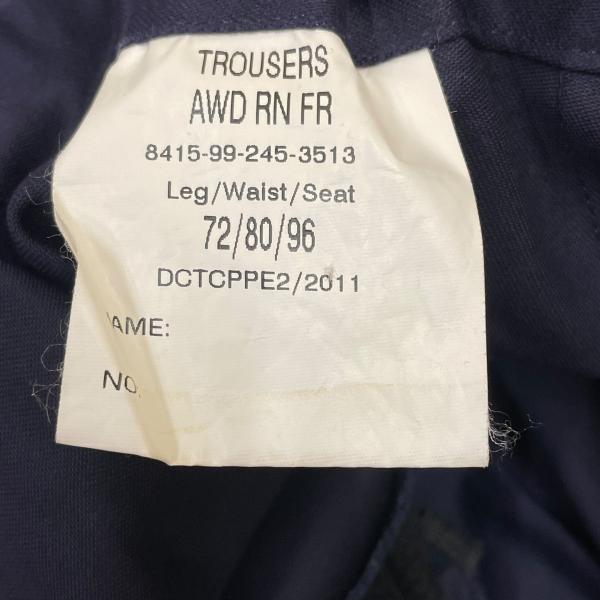 TROUSERS
AWD RN FR
8415-99-245-3513
Leg/Waist/Seat
72/80/96
DCTCPPE2/2011
AME:
NO.